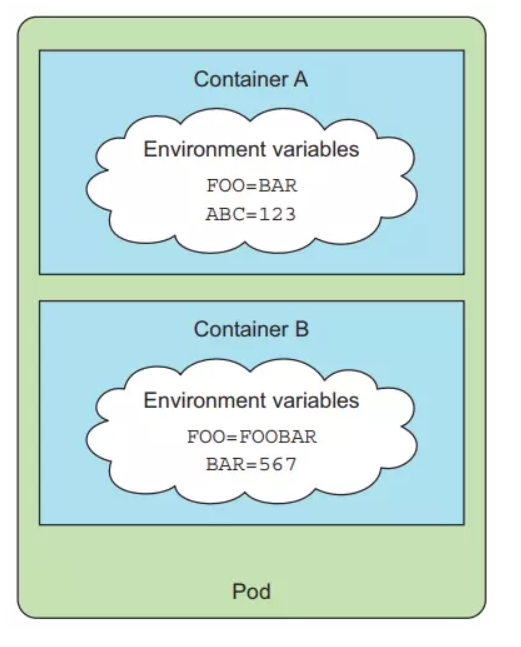 Container A
Environment variables
FOO=BAR
ABC=123
Container B
Environment variables
FOO=FOOBAR
BAR=567
Pod